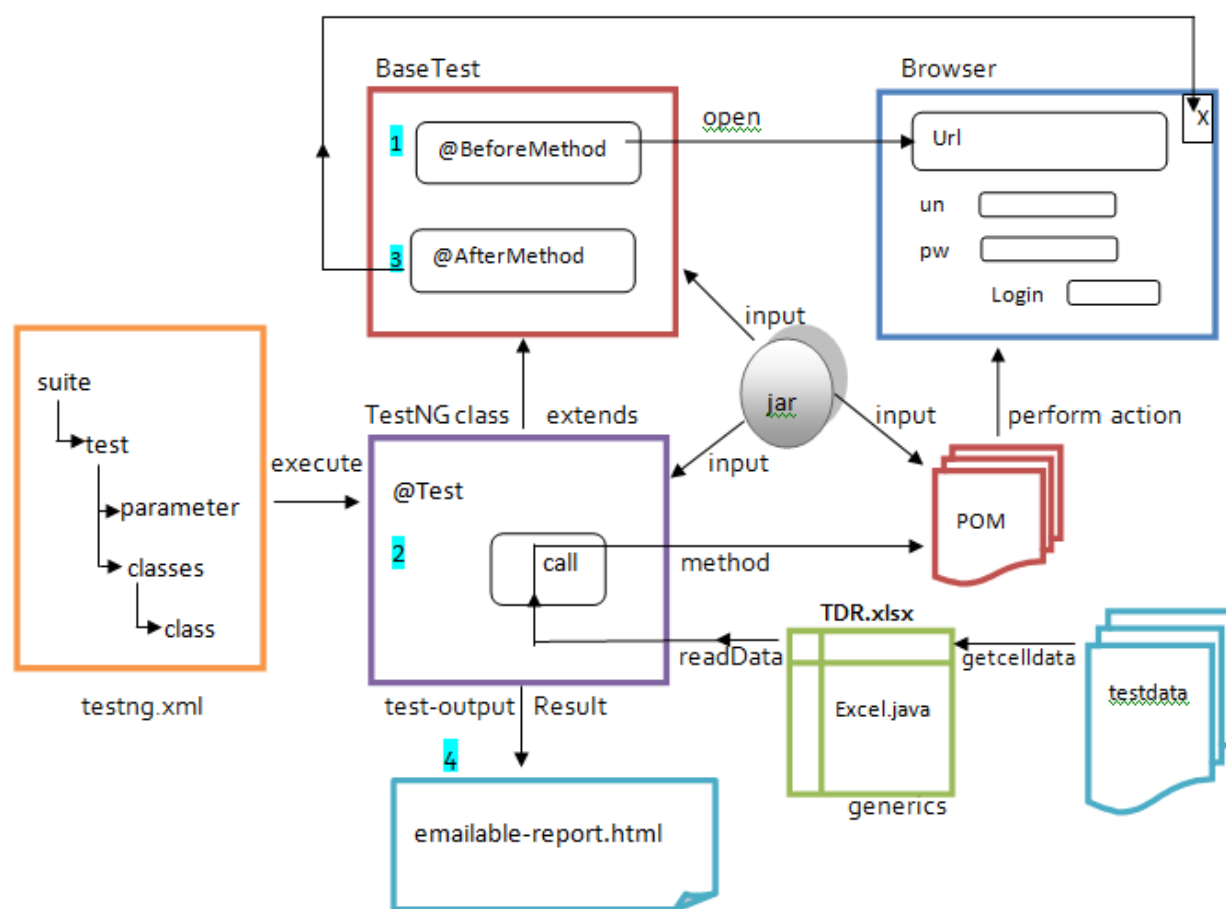 BaseTest
Browser
1
@BeforeMethod
open
Url
X
un
pw
Login
3
@AfterMethod
input
jar
suite
test
parameter
classes
class
testng.xml
execute
TestNG class
extends
input
input
perform action
@Test
2
call
method
POM
readData
TDR.xlsx
Excel.java
generics
getcelldata
testdata
test-output
Result
4
emailable-report.html